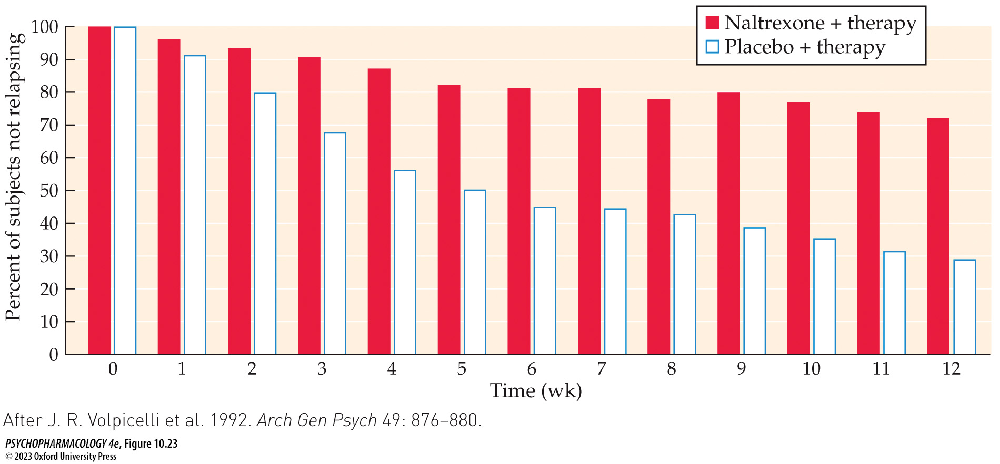 Naltrexone + therapy
Placebo + therapy
Percent of subjects not relapsing
100
90
80
70
60
50
40
30
20
10
0
0 1 2 3 4 5 6 7 8 9 10 11 12
Time (wk)
After J. R. Volpicelli et al. 1992. Arch Gen Psych 49: 876–880.
PSYCHOPHARMACOLOGY 4e, Figure 10.23
© 2023 Oxford University Press